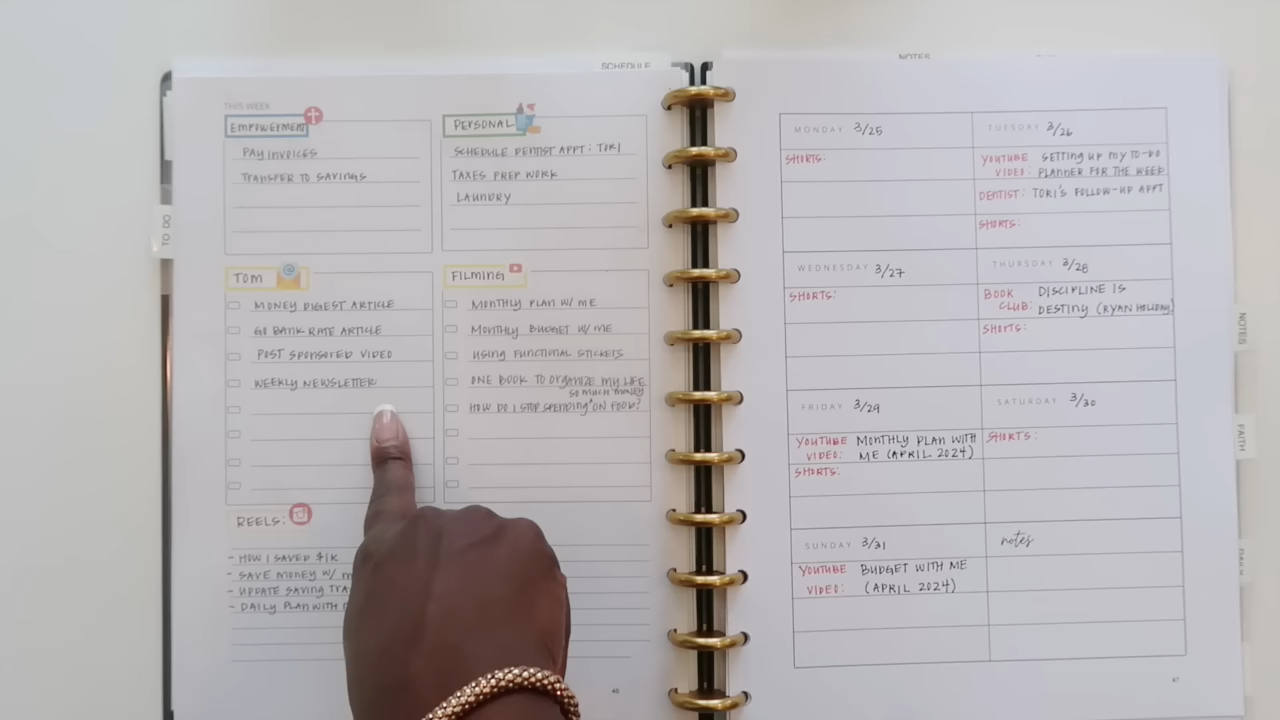 SCHEDULE
THIS WEEK
EMPOWERMENT
PAY INVOICES
TRANSFER TO SAVINGS
PERSONAL
SCHEDULE DENTIST APPT: TORI
TAXES PREP WORK
LAUNDRY
TO DO
TOM
MONEY DIGEST ARTICLE
GO BANK RATE ARTICLE
POST SPONSORED VIDEO
WEEKLY NEWSLETTER
FILMING
MONTHLY PLAN W/ ME
MONTHLY BUDGET W/ ME
USING FUNCTIONAL STICKERS
ONE BOOK TO ORGANIZE MY LIFE
SO MUCH MONEY
HOW DO I STOP SPENDING^ON FOOD?
REELS:
- HOW I SAVED $1K
- SAVE MONEY W/
- UPDATE SAVING
- DAILY PLAN WITH
NOTES
MONDAY 3/25
SHORTS:
TUESDAY 3/26
YOUTUBE SETTING UP MY TO-DO
VIDEO: PLANNER FOR THE WEEK
DENTIST: TORI'S FOLLOW-UP APPT
SHORTS:
WEDNESDAY 3/27
SHORTS:
THURSDAY 3/28
BOOK DISCIPLINE IS
CLUB: DESTINY (RYAN HOLIDAY)
SHORTS:
FRIDAY 3/29
YOUTUBE MONTHLY PLAN WITH
VIDEO: ME (APRIL 2024)
SHORTS:
SATURDAY 3/30
SHORTS:
SUNDAY 3/31
YOUTUBE BUDGET WITH ME
VIDEO: (APRIL 2024)
notes
47
NOTES
FAITH